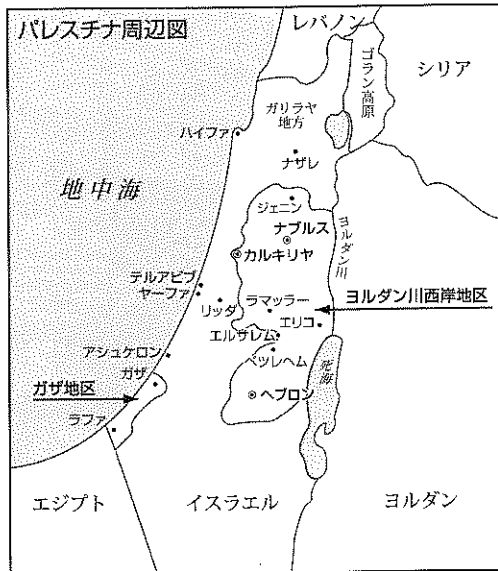 パレスチナ周辺図
レバノン
シリア
ゴラン高原
ガリラヤ
地方
ハイファ
ナザレ
地中海
ジェニン
ナブルス
カルキリヤ
ヨルダン川
テルアビブ
ヤーファ
リッダ
ラマッラー
ヨルダン川西岸地区
エリコ
エルサレム
アシュケロン
ベツレヘム
ガザ
死海
ガザ地区
ヘブロン
ラファ
エジプト
イスラエル
ヨルダン